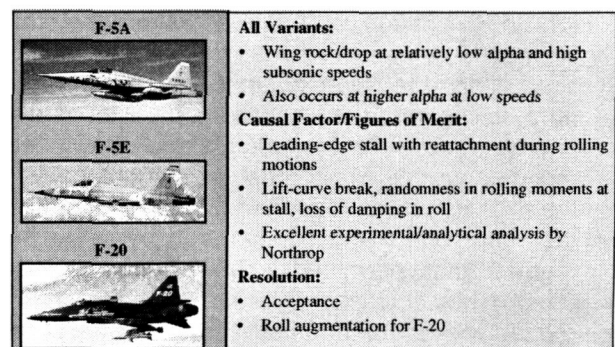 F-5A
F-5E
F-20
All Variants:
• Wing rock/drop at relatively low alpha and high
subsonic speeds
• Also occurs at higher alpha at low speeds
Causal Factor/Figures of Merit:
• Leading-edge stall with reattachment during rolling
motions
• Lift-curve break, randomness in rolling moments at
stall, loss of damping in roll
• Excellent experimental/analytical analysis by
Northrop
Resolution:
• Acceptance
• Roll augmentation for F-20